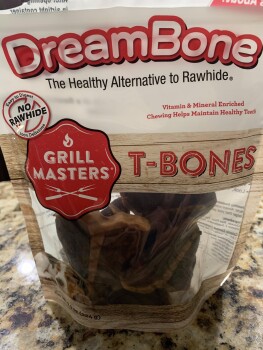 DreamBone
The Healthy Alternative to Rawhide®
Vitamin & Mineral Enriched
Chewing Helps Maintain Healthy Teeth
NO
RAWHIDE
GRILL
MASTERS
T-BONES